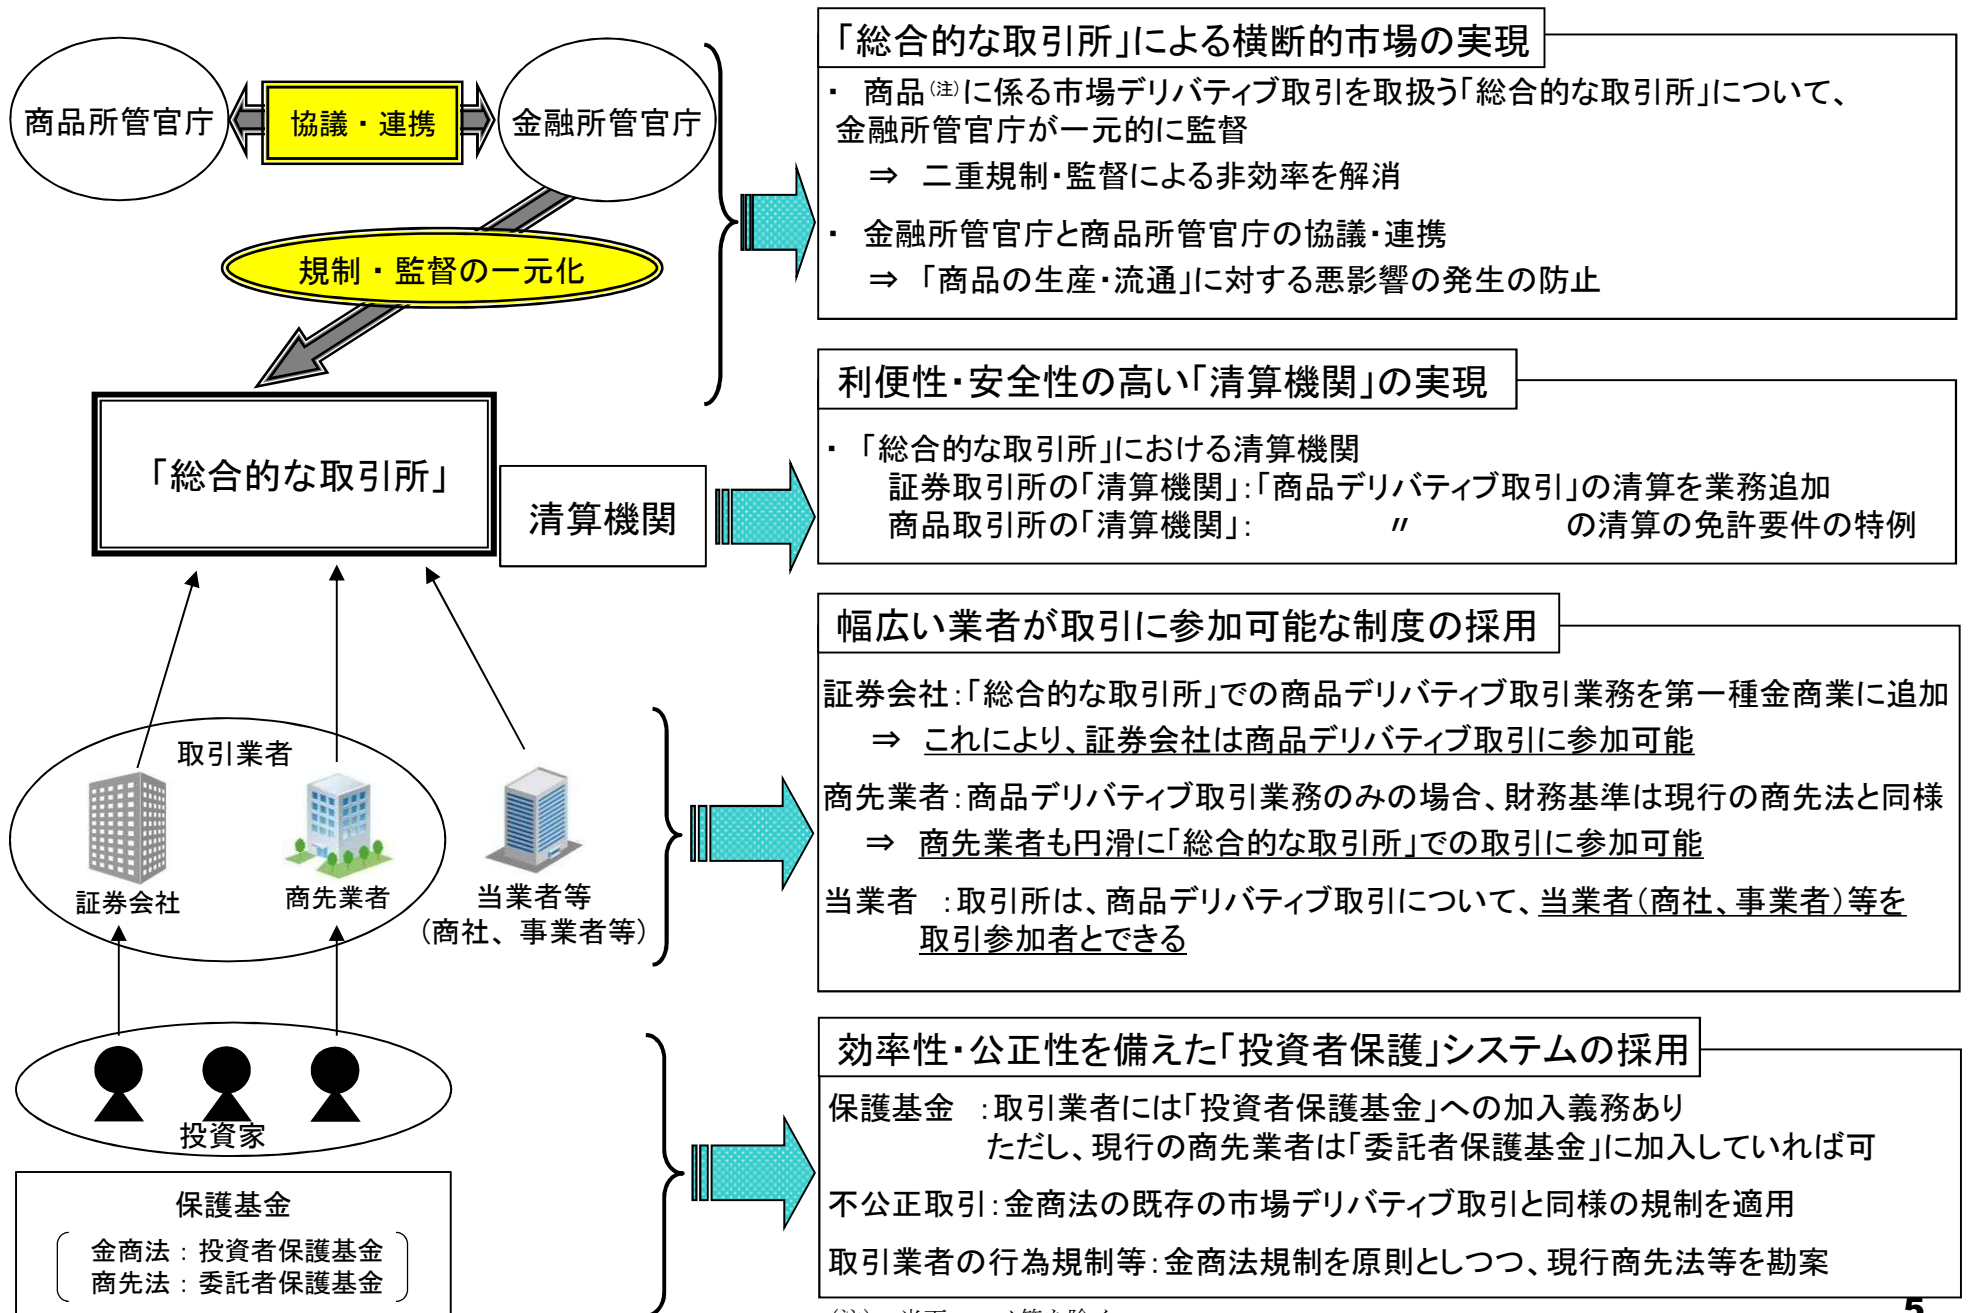 商品所管官庁
協議・連携
金融所管官庁
規制・監督の一元化
「総合的な取引所」
清算機関
取引業者
証券会社
商先業者
当業者等
(商社、事業者等)
投資家
保護基金
金商法：投資者保護基金
商先法：委託者保護基金
「総合的な取引所」による横断的市場の実現
・ 商品(注)に係る市場デリバティブ取引を取扱う「総合的な取引所」について、
金融所管官庁が一元的に監督
⇒ 二重規制・監督による非効率を解消
・ 金融所管官庁と商品所管官庁の協議・連携
⇒ 「商品の生産・流通」に対する悪影響の発生の防止
利便性・安全性の高い「清算機関」の実現
・ 「総合的な取引所」における清算機関
証券取引所の「清算機関」：「商品デリバティブ取引」の清算を業務追加
商品取引所の「清算機関」： 〃 の清算の免許要件の特例
幅広い業者が取引に参加可能な制度の採用
証券会社：「総合的な取引所」での商品デリバティブ取引業務を第一種金商業に追加
⇒ これにより、証券会社は商品デリバティブ取引に参加可能
商先業者：商品デリバティブ取引業務のみの場合、財務基準は現行の商先法と同様
⇒ 商先業者も円滑に「総合的な取引所」での取引に参加可能
当業者 ：取引所は、商品デリバティブ取引について、当業者(商社、事業者)等を
取引参加者とできる
効率性・公正性を備えた「投資者保護」システムの採用
保護基金 ：取引業者には「投資者保護基金」への加入義務あり
ただし、現行の商先業者は「委託者保護基金」に加入していれば可
不公正取引：金商法の既存の市場デリバティブ取引と同様の規制を適用
取引業者の行為規制等：金商法規制を原則としつつ、現行商先法等を勘案
5